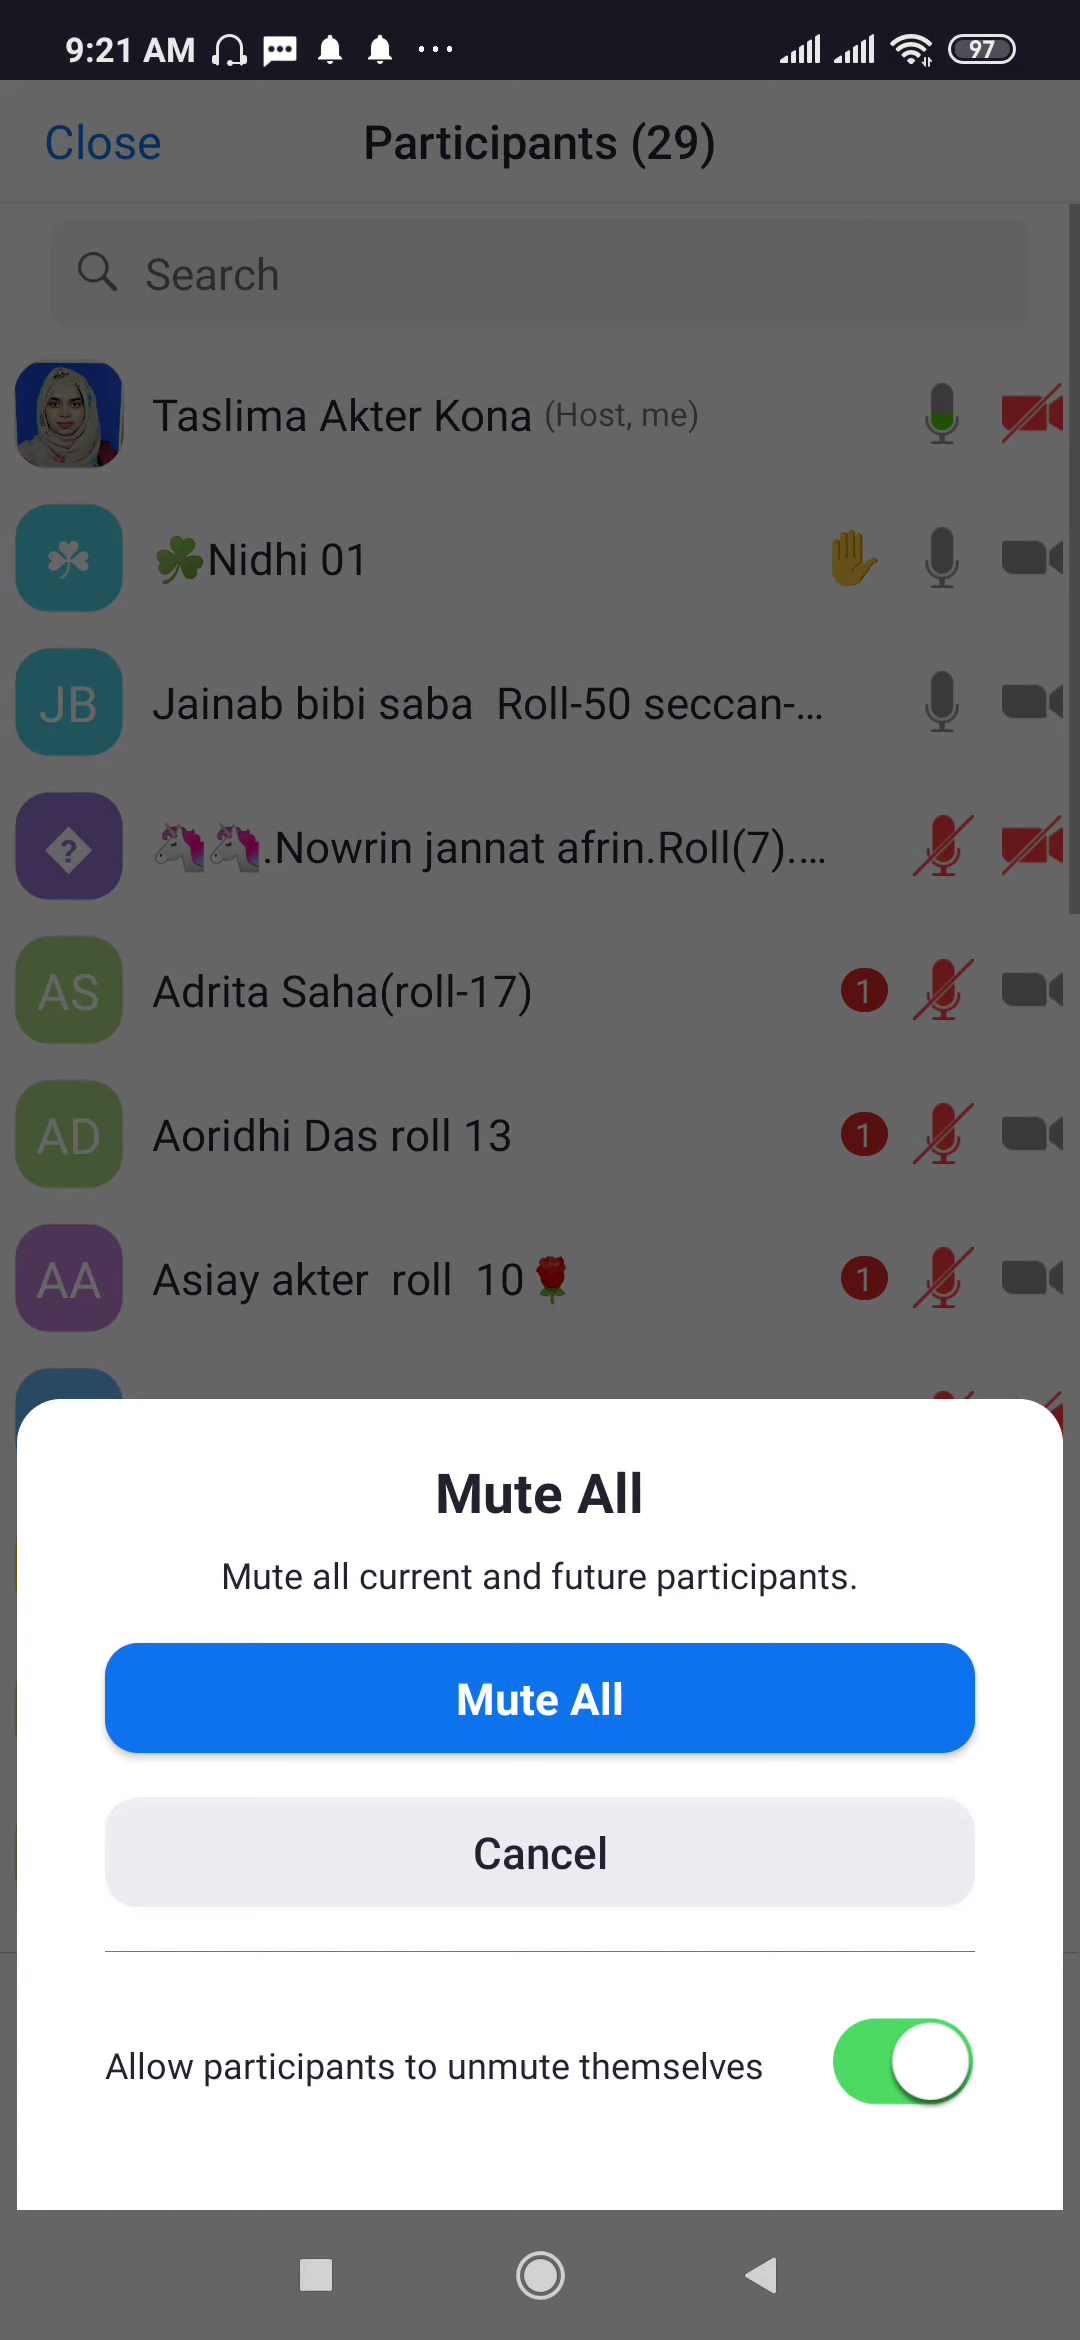 9:21 AM
97
Close
Participants (29)
Search
Taslima Akter Kona (Host, me)
☘️Nidhi 01
JB
Jainab bibi saba  Roll-50 seccan-...
?
🦄🦄.Nowrin jannat afrin.Roll(7)....
AS
Adrita Saha(roll-17)
1
AD
Aoridhi Das roll 13
1
AA
Asiay akter  roll  10🌹
1
Mute All
Mute all current and future participants.
Mute All
Cancel
Allow participants to unmute themselves